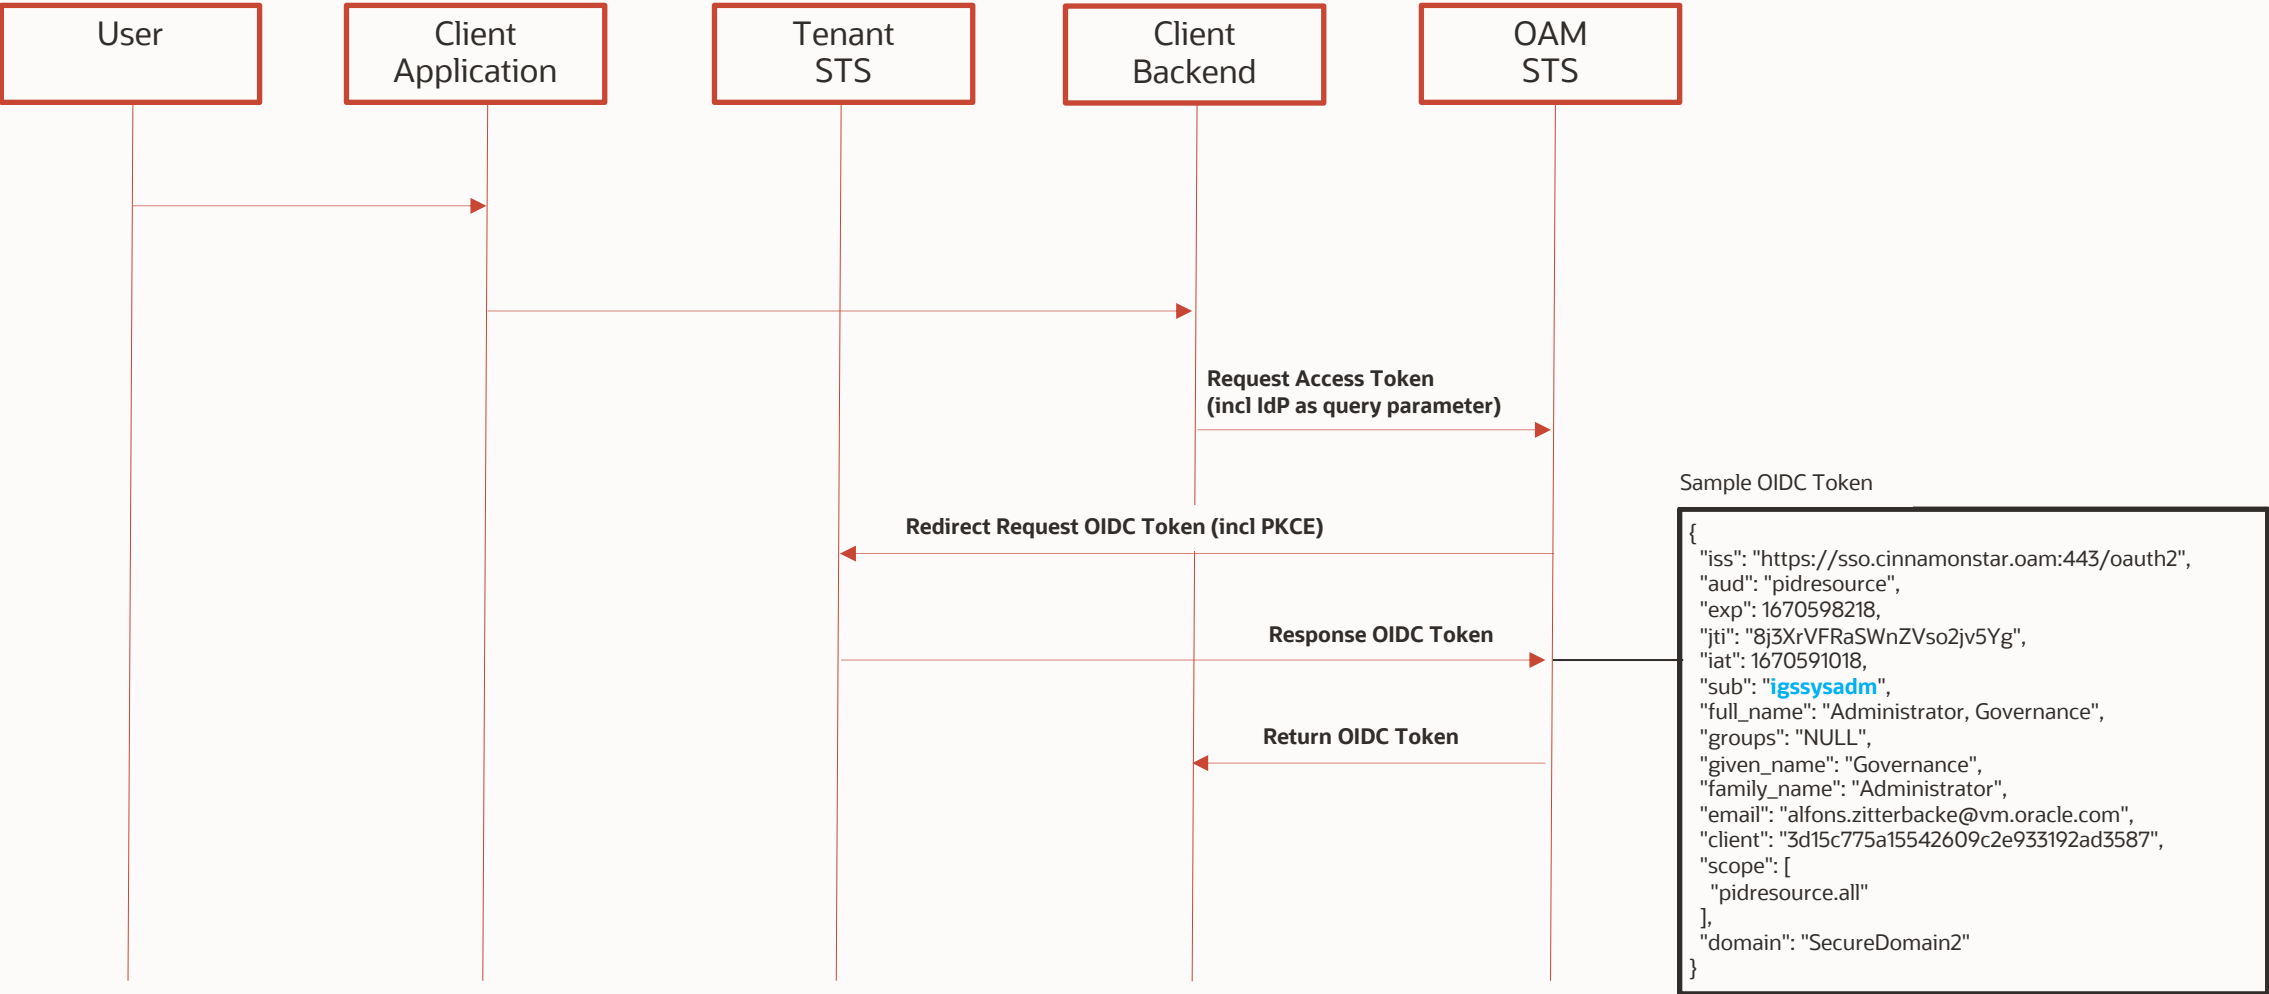 User
Client
Application
Tenant
STS
Client
Backend
OAM
STS
Request Access Token
(incl IdP as query parameter)
Redirect Request OIDC Token (incl PKCE)
Response OIDC Token
Return OIDC Token
Sample OIDC Token
{
"iss": "https://sso.cinnamonstar.oam:443/oauth2",
"aud": "pidresource",
"exp": 1670598218,
"jti": "8j3XrVFRaSWnZVso2jv5Yg",
"iat": 1670591018,
"sub": "igssysadm",
"full_name": "Administrator, Governance",
"groups": "NULL",
"given_name": "Governance",
"family_name": "Administrator",
"email": "alfons.zitterbacke@vm.oracle.com",
"client": "3d15c775a15542609c2e933192ad3587",
"scope": [
"pidresource.all"
],
"domain": "SecureDomain2"
}